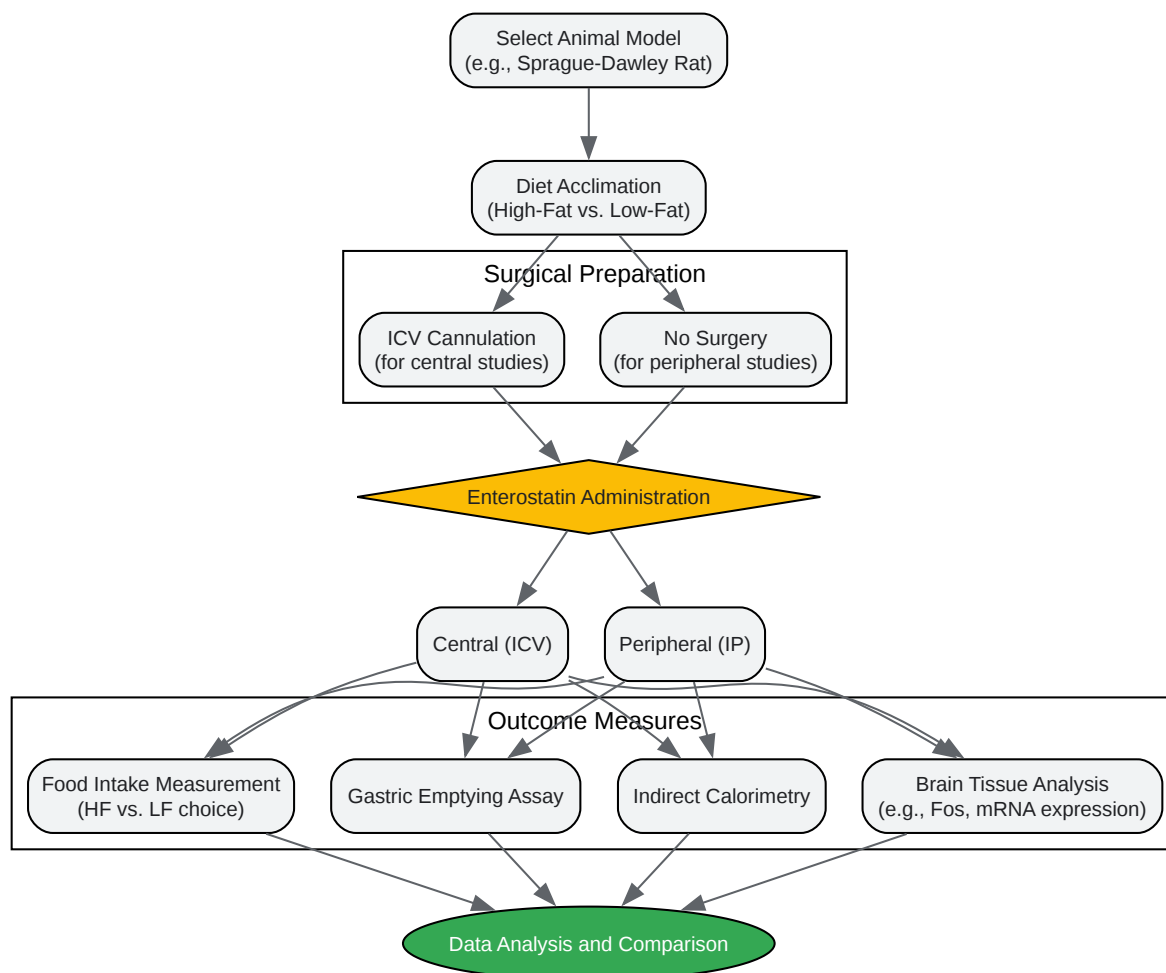 Select Animal Model
(e.g., Sprague-Dawley Rat)
Diet Acclimation
(High-Fat vs. Low-Fat)
Surgical Preparation
ICV Cannulation
(for central studies)
No Surgery
(for peripheral studies)
Enterostatin Administration
Central (ICV)
Peripheral (IP)
Outcome Measures
Food Intake Measurement
(HF vs. LF choice)
Gastric Emptying Assay
Indirect Calorimetry
Brain Tissue Analysis
(e.g., Fos, mRNA expression)
Data Analysis and Comparison